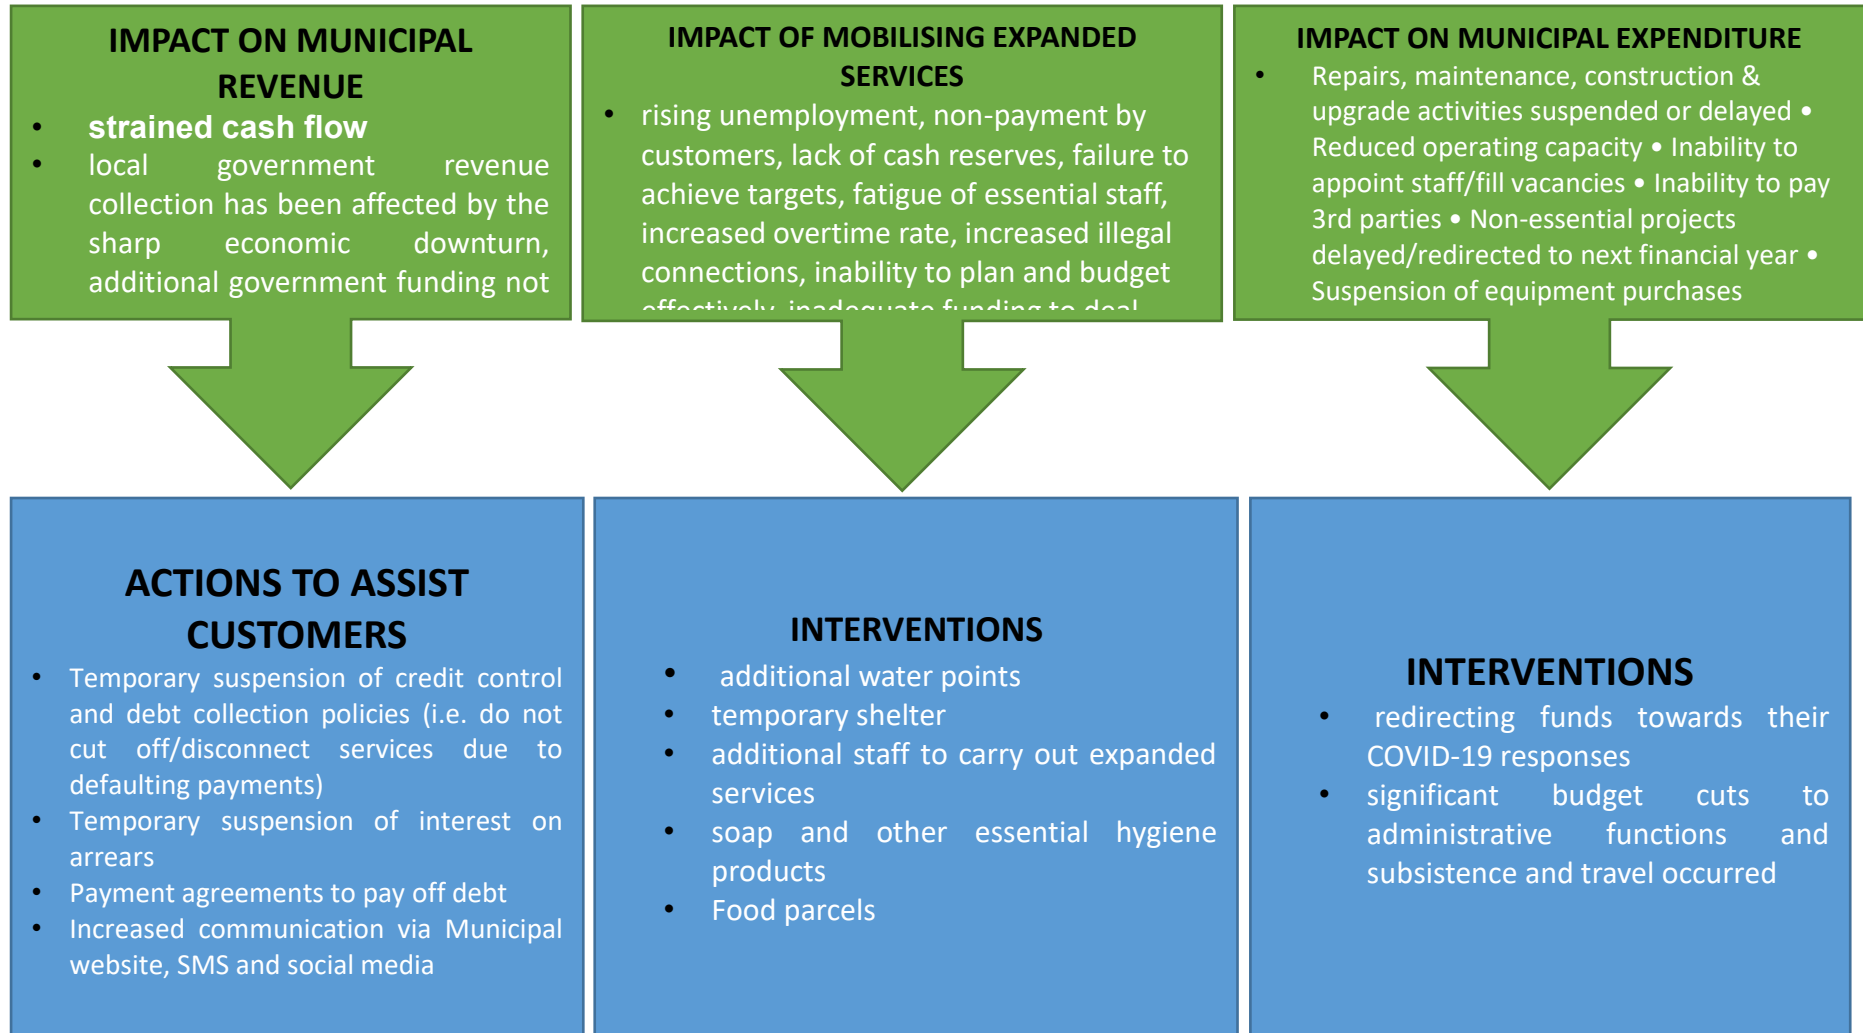 IMPACT ON MUNICIPAL
REVENUE
• strained cash flow
• local government revenue
collection has been affected by the
sharp economic downturn,
additional government funding not
IMPACT OF MOBILISING EXPANDED
SERVICES
• rising unemployment, non-payment by
customers, lack of cash reserves, failure to
achieve targets, fatigue of essential staff,
increased overtime rate, increased illegal
connections, inability to plan and budget
effectively, inadequate funding to deal
IMPACT ON MUNICIPAL EXPENDITURE
• Repairs, maintenance, construction &
upgrade activities suspended or delayed •
Reduced operating capacity • Inability to
appoint staff/fill vacancies • Inability to pay
3rd parties • Non-essential projects
delayed/redirected to next financial year •
Suspension of equipment purchases
ACTIONS TO ASSIST
CUSTOMERS
• Temporary suspension of credit control
and debt collection policies (i.e. do not
cut off/disconnect services due to
defaulting payments)
• Temporary suspension of interest on
arrears
• Payment agreements to pay off debt
• Increased communication via Municipal
website, SMS and social media
INTERVENTIONS
• additional water points
• temporary shelter
• additional staff to carry out expanded
services
• soap and other essential hygiene
products
• Food parcels
INTERVENTIONS
• redirecting funds towards their
COVID-19 responses
• significant budget cuts to
administrative functions and
subsistence and travel occurred